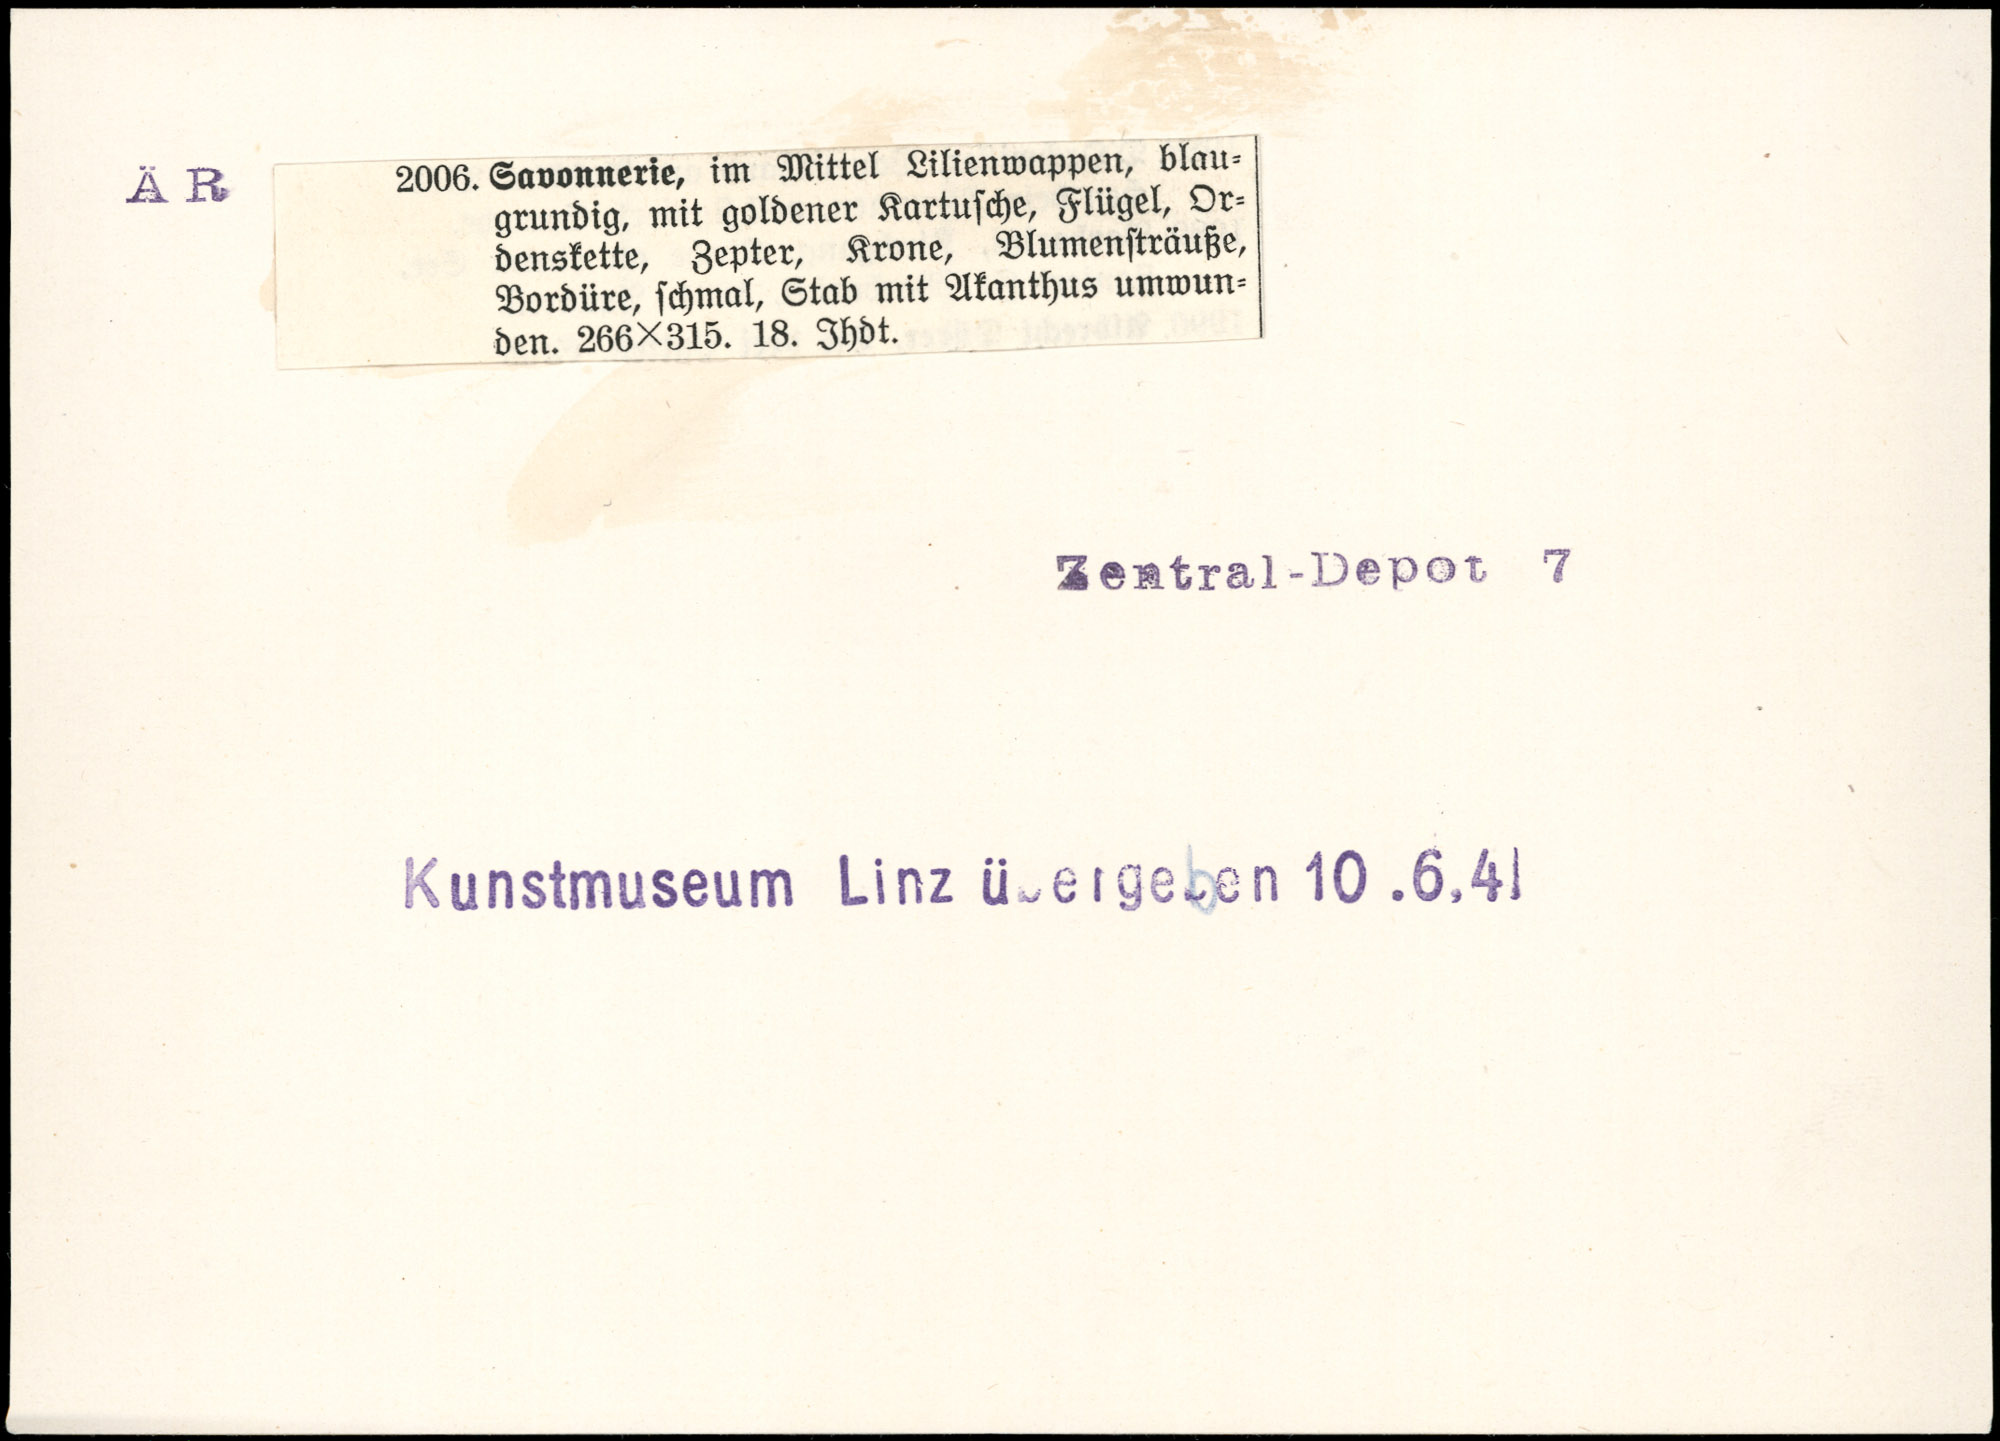 ÄR
2006. Savonnerie, im Mittel Lilienwappen, blau-
grundig, mit goldener Kartusche, Flügel, Or-
denskette, Zepter, Krone, Blumensträuße,
Bordüre, schmal, Stab mit Akanthus umwun-
den. 266×315. 18. Jhdt.
Zentral-Depot 7
Kunstmuseum Linz übergeben 10.6.41